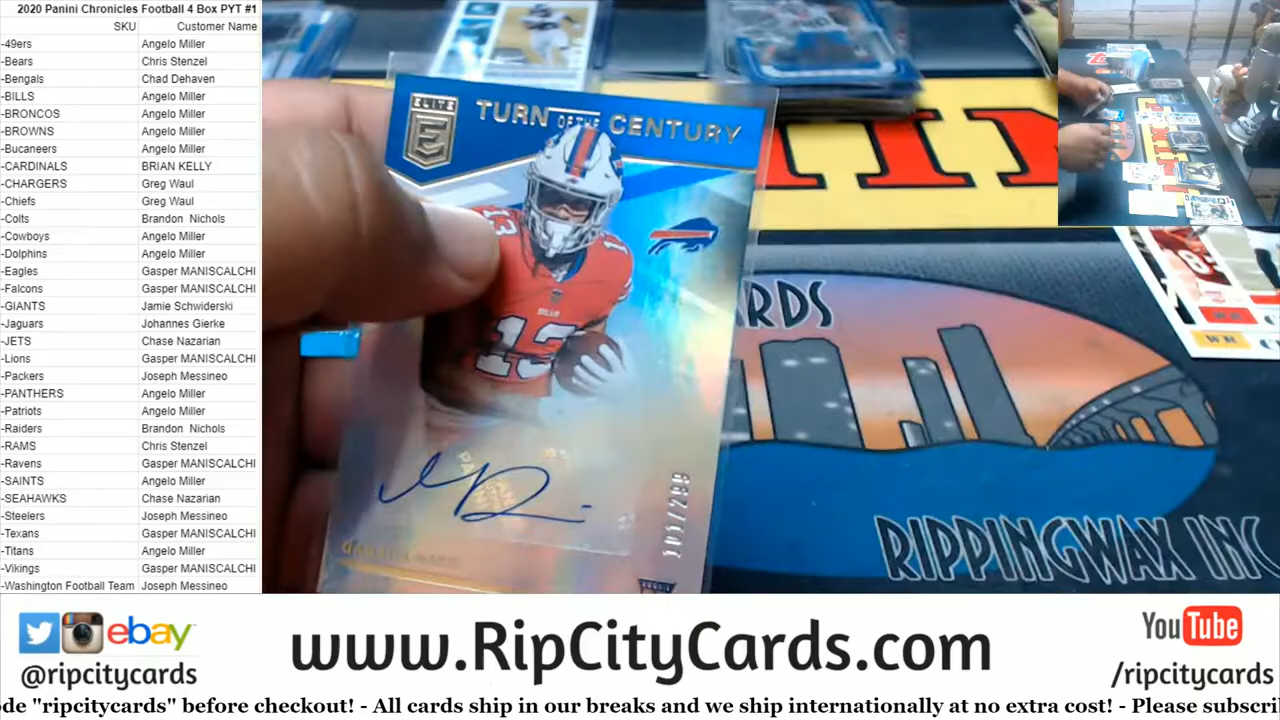 2020 Panini Chronicles Football 4 Box PYT #1
SKU Customer Name
-49ers Angelo Miller
-Bears Chris Stenzel
-Bengals Chad Dehaven
-BILLS Angelo Miller
-BRONCOS Angelo Miller
-BROWNS Angelo Miller
-Bucaneers Angelo Miller
-CARDINALS BRIAN KELLY
-CHARGERS Greg Waul
-Chiefs Greg Waul
-Colts Brandon Nichols
-Cowboys Angelo Miller
-Dolphins Angelo Miller
-Eagles Gasper MANISCALCHI
-Falcons Gasper MANISCALCHI
-GIANTS Jamie Schwiderski
-Jaguars Johannes Gierke
-JETS Chase Nazarian
-Lions Gasper MANISCALCHI
-Packers Joseph Messineo
-PANTHERS Angelo Miller
-Patriots Angelo Miller
-Raiders Brandon Nichols
-RAMS Chris Stenzel
-Ravens Gasper MANISCALCHI
-SAINTS Angelo Miller
-SEAHAWKS Chase Nazarian
-Steelers Joseph Messineo
-Texans Gasper MANISCALCHI
-Titans Angelo Miller
-Vikings Gasper MANISCALCHI
-Washington Football Team Joseph Messineo
ELITE
E
TURN OF THE CENTURY
13
BILLS
13
ARDS
RIPPINGWAX INC
WR
ebay
@ripcitycards
www.RipCityCards.com
YouTube
/ripcitycards
de "ripcitycards" before checkout! - All cards ship in our breaks and we ship internationally at no extra cost! - Please subscri